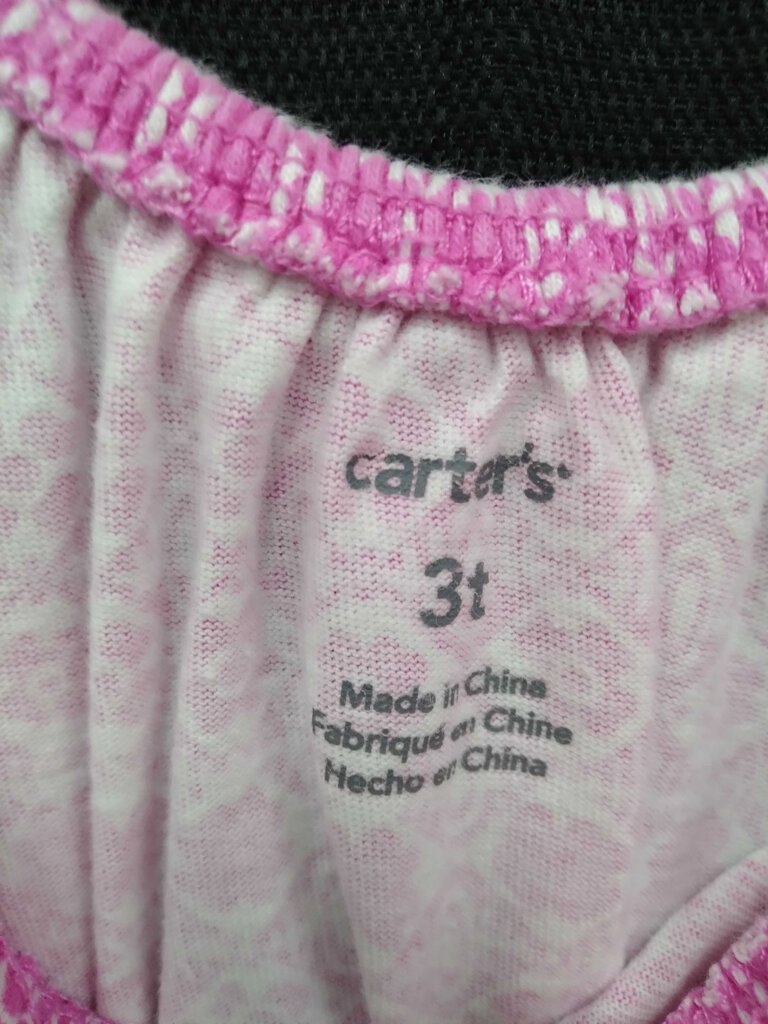 carter's
3t
Made in China
Fabriqué en Chine
Hecho en China